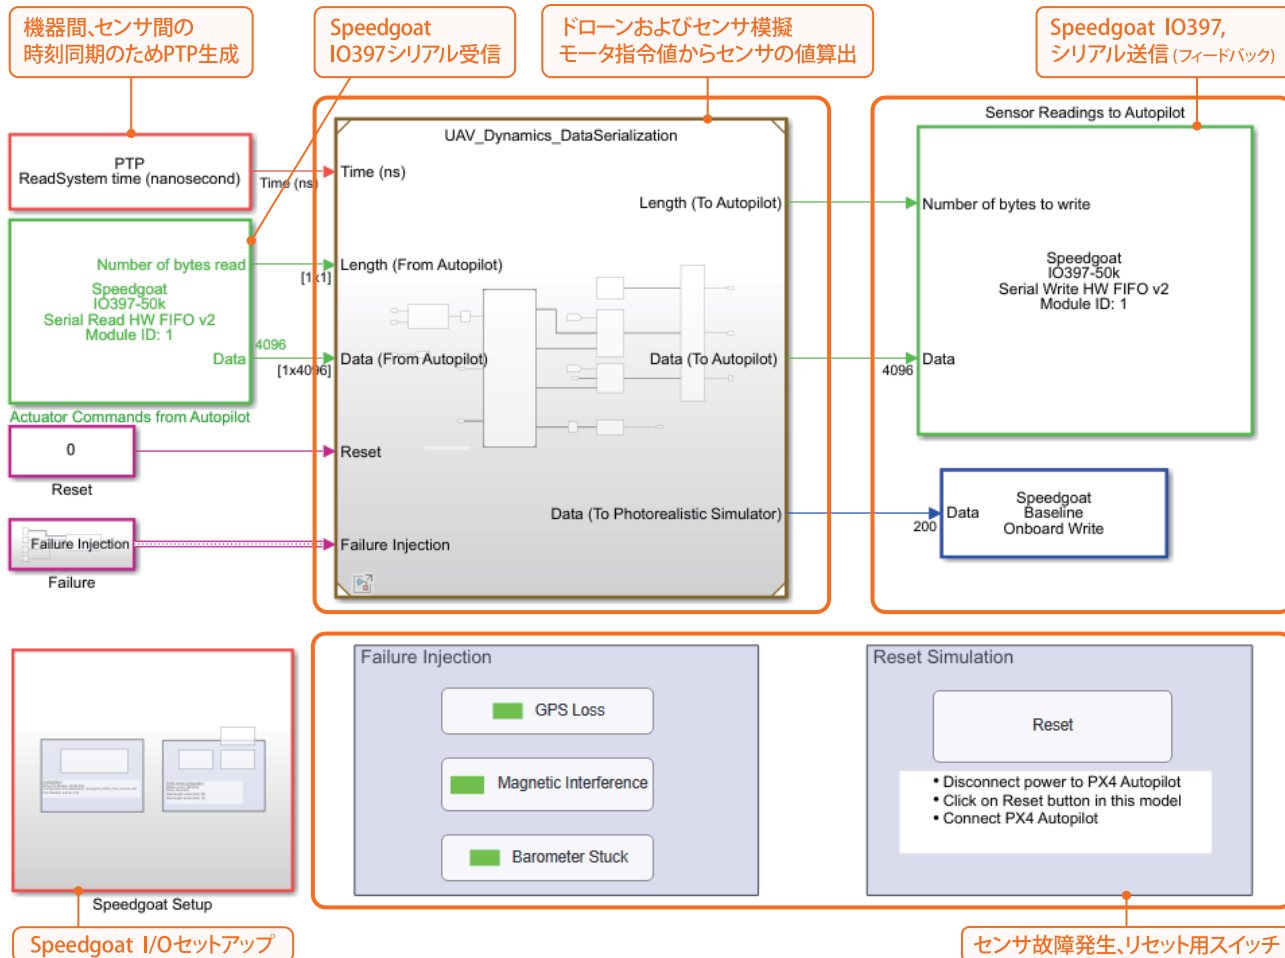 機器間、センサ間の
時刻同期のためPTP生成
Speedgoat
IO397シリアル受信
ドローンおよびセンサ模擬
モータ指令値からセンサの値算出
Speedgoat IO397,
シリアル送信 (フィードバック)
PTP
ReadSystem time (nanosecond)
Time (ns)
Number of bytes read
[1x1]
Speedgoat
IO397-50k
Serial Read HW FIFO v2
Module ID: 1
Data
4096
[1x4096]
Actuator Commands from Autopilot
0
Reset
Failure Injection
Failure
UAV_Dynamics_DataSerialization
Time (ns)
Length (To Autopilot)
Length (From Autopilot)
Data (From Autopilot)
Data (To Autopilot)
Reset
Data (To Photorealistic Simulator)
Failure Injection
Sensor Readings to Autopilot
Number of bytes to write
Speedgoat
IO397-50k
Serial Write HW FIFO v2
Module ID: 1
4096
Data
200
Data
Speedgoat
Baseline
Onboard Write
Speedgoat Setup
Speedgoat I/Oセットアップ
Failure Injection
GPS Loss
Magnetic Interference
Barometer Stuck
Reset Simulation
Reset
• Disconnect power to PX4 Autopilot
• Click on Reset button in this model
• Connect PX4 Autopilot
センサ故障発生、リセット用スイッチ